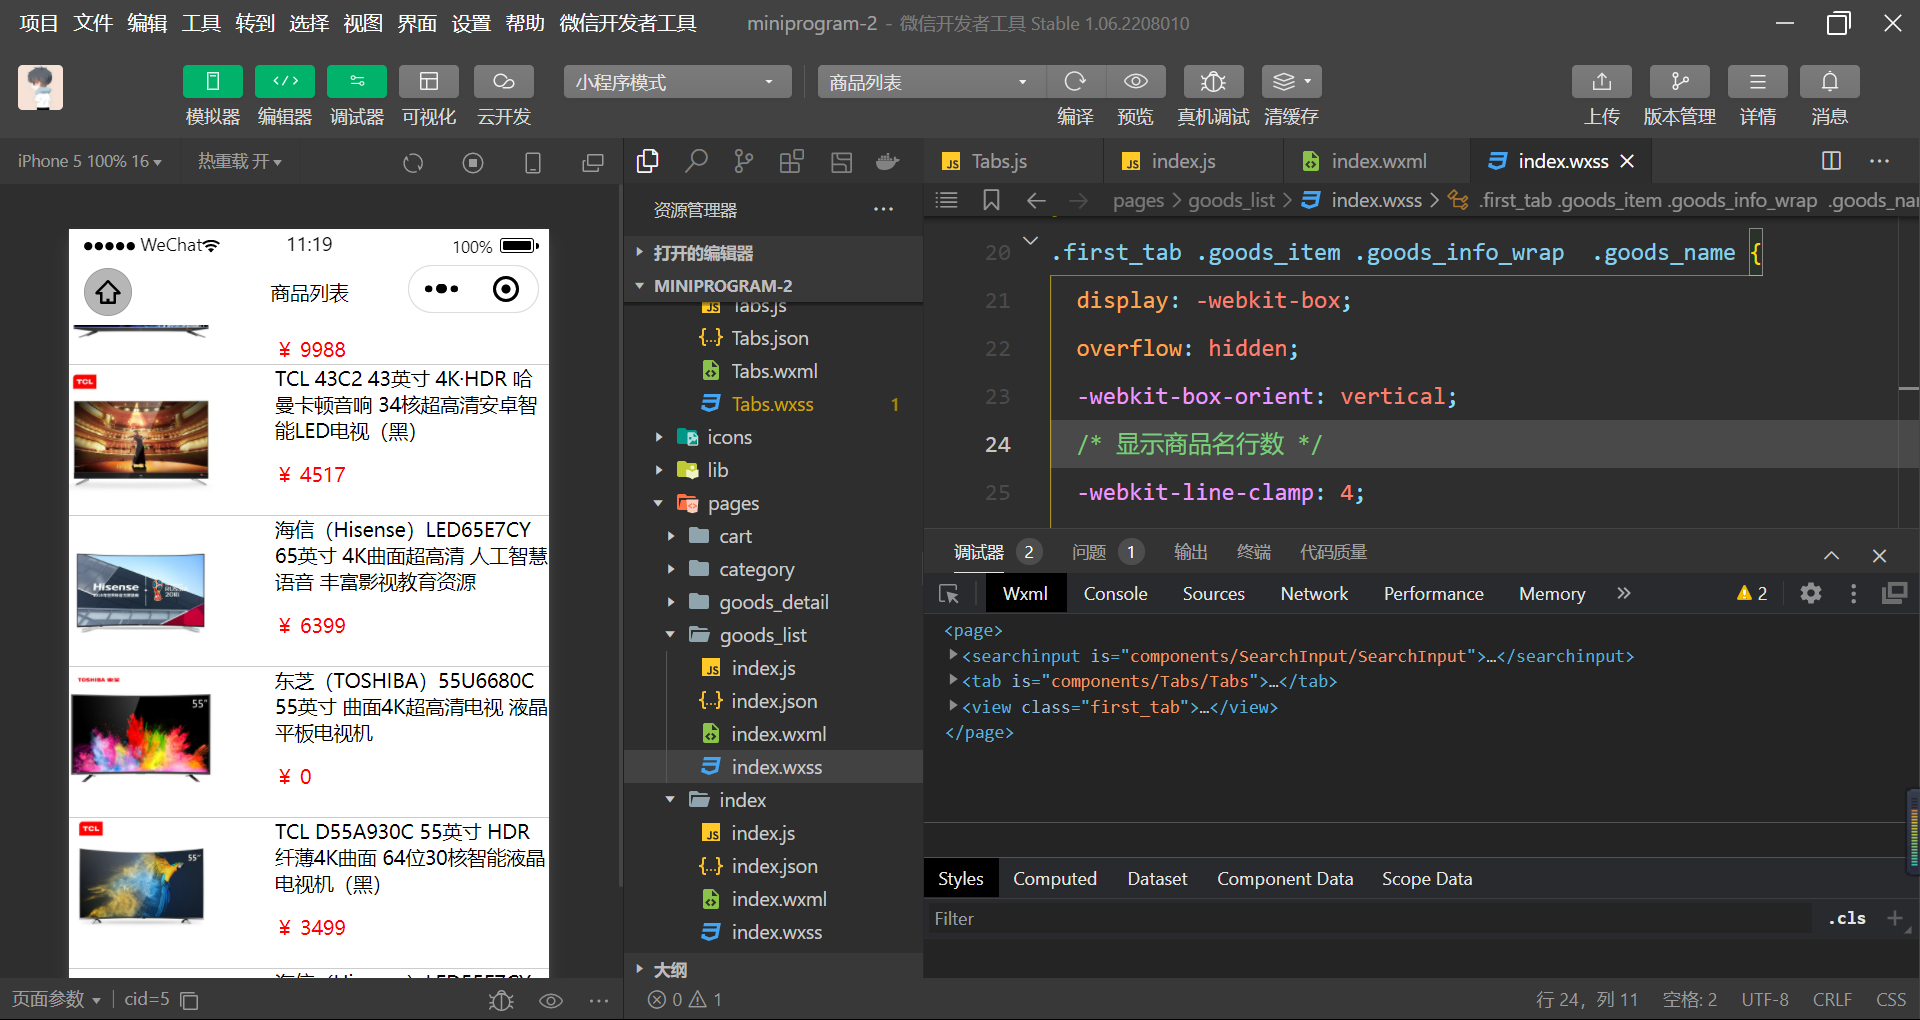 项目 文件 编辑 工具 转到 选择 视图 界面 设置 帮助 微信开发者工具 miniprogram-2 - 微信开发者工具 Stable 1.06.2208010
小程序模式 商品列表
模拟器 编辑器 调试器 可视化 云开发 编译 预览 真机调试 清缓存 上传 版本管理 详情 消息
iPhone 5 100% 16 热重载 开
WeChat 11:19 100%
商品列表
¥ 9988
TCL
TCL 43C2 43英寸 4K·HDR 哈
曼卡顿音响 34核超高清安卓智
能LED电视（黑）
¥ 4517
Hisense
海信（Hisense）LED65E7CY
65英寸 4K曲面超高清 人工智慧
语音 丰富影视教育资源
¥ 6399
TOSHIBA 東芝
55"
东芝（TOSHIBA）55U6680C
55英寸 曲面4K超高清电视 液晶
平板电视机
¥ 0
TCL
55"
TCL D55A930C 55英寸 HDR
纤薄4K曲面 64位30核智能液晶
电视机（黑）
¥ 3499
海信（Hisense）LED55E7CY
页面参数 cid=5
资源管理器
打开的编辑器
MINIPROGRAM-2
Tabs.js
Tabs.json
Tabs.wxml
Tabs.wxss 1
icons
lib
pages
cart
category
goods_detail
goods_list
index.js
index.json
index.wxml
index.wxss
index
index.js
index.json
index.wxml
index.wxss
大纲
0 1
Tabs.js index.js index.wxml index.wxss
pages goods_list index.wxss .first_tab .goods_item .goods_info_wrap .goods_nar
20 .first_tab .goods_item .goods_info_wrap .goods_name {
21 display: -webkit-box;
22 overflow: hidden;
23 -webkit-box-orient: vertical;
24 /* 显示商品名行数 */
25 -webkit-line-clamp: 4;
调试器 2 问题 1 输出 终端 代码质量
Wxml Console Sources Network Performance Memory 2
<page>
<searchinput is="components/SearchInput/SearchInput">…</searchinput>
<tab is="components/Tabs/Tabs">…</tab>
<view class="first_tab">…</view>
</page>
Styles Computed Dataset Component Data Scope Data
Filter .cls
行 24，列 11 空格: 2 UTF-8 CRLF CSS